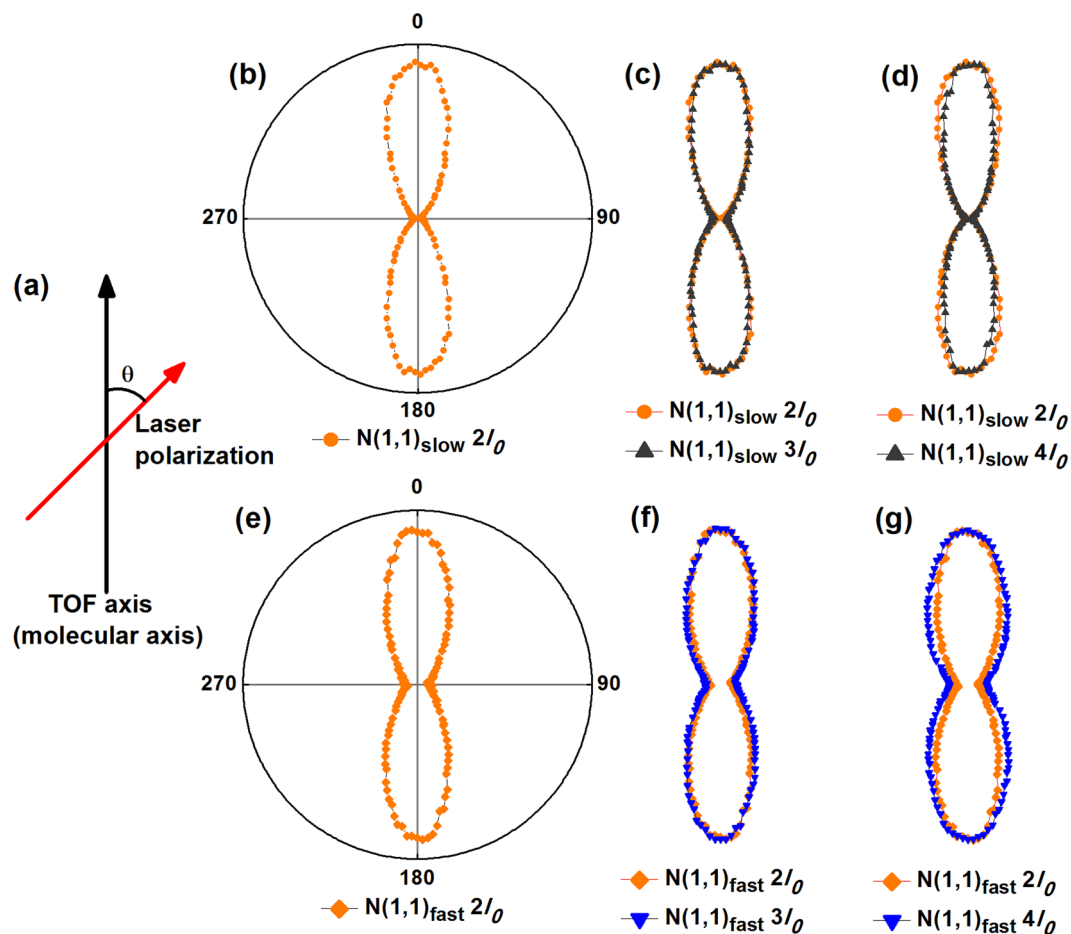 0
(b)
(c)
(d)
270
90
(a)
θ
Laser
polarization
TOF axis
(molecular axis)
180
N(1,1)slow 2I0
N(1,1)slow 2I0
N(1,1)slow 3I0
N(1,1)slow 2I0
N(1,1)slow 4I0
0
(e)
(f)
(g)
270
90
180
N(1,1)fast 2I0
N(1,1)fast 2I0
N(1,1)fast 3I0
N(1,1)fast 2I0
N(1,1)fast 4I0